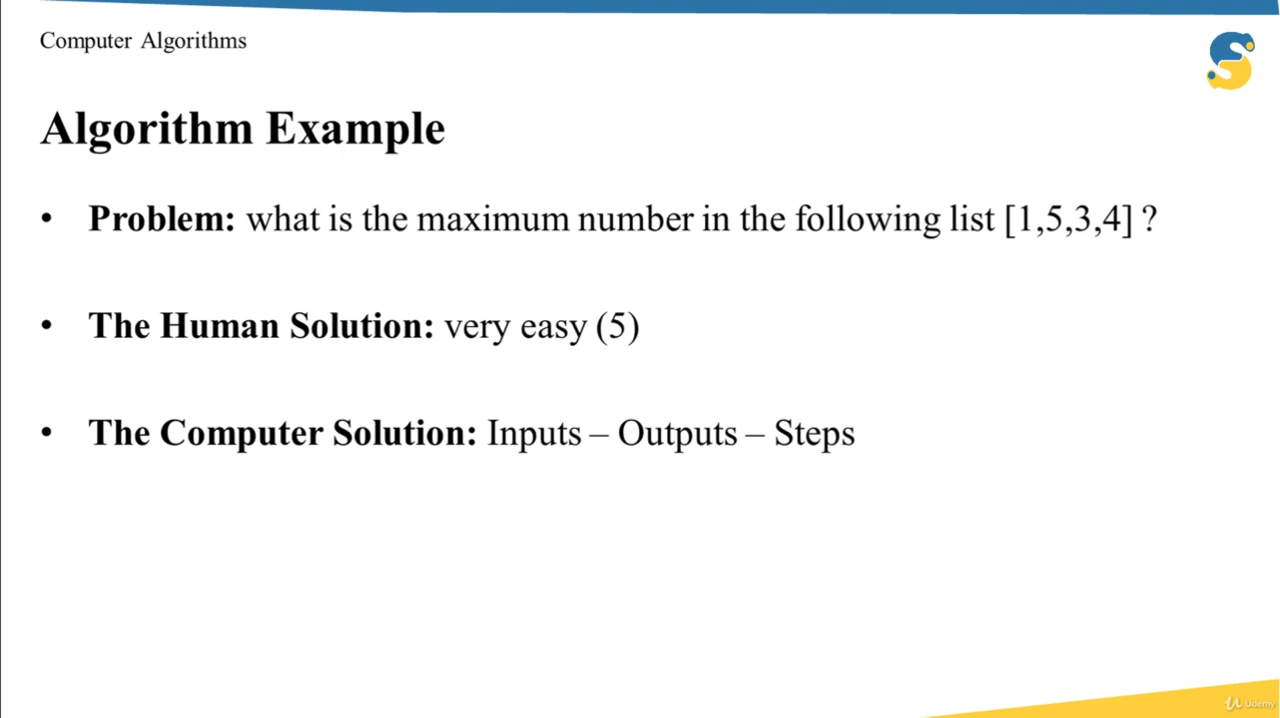 Computer Algorithms
Algorithm Example
• Problem: what is the maximum number in the following list [1,5,3,4] ?
• The Human Solution: very easy (5)
• The Computer Solution: Inputs – Outputs – Steps
Udemy